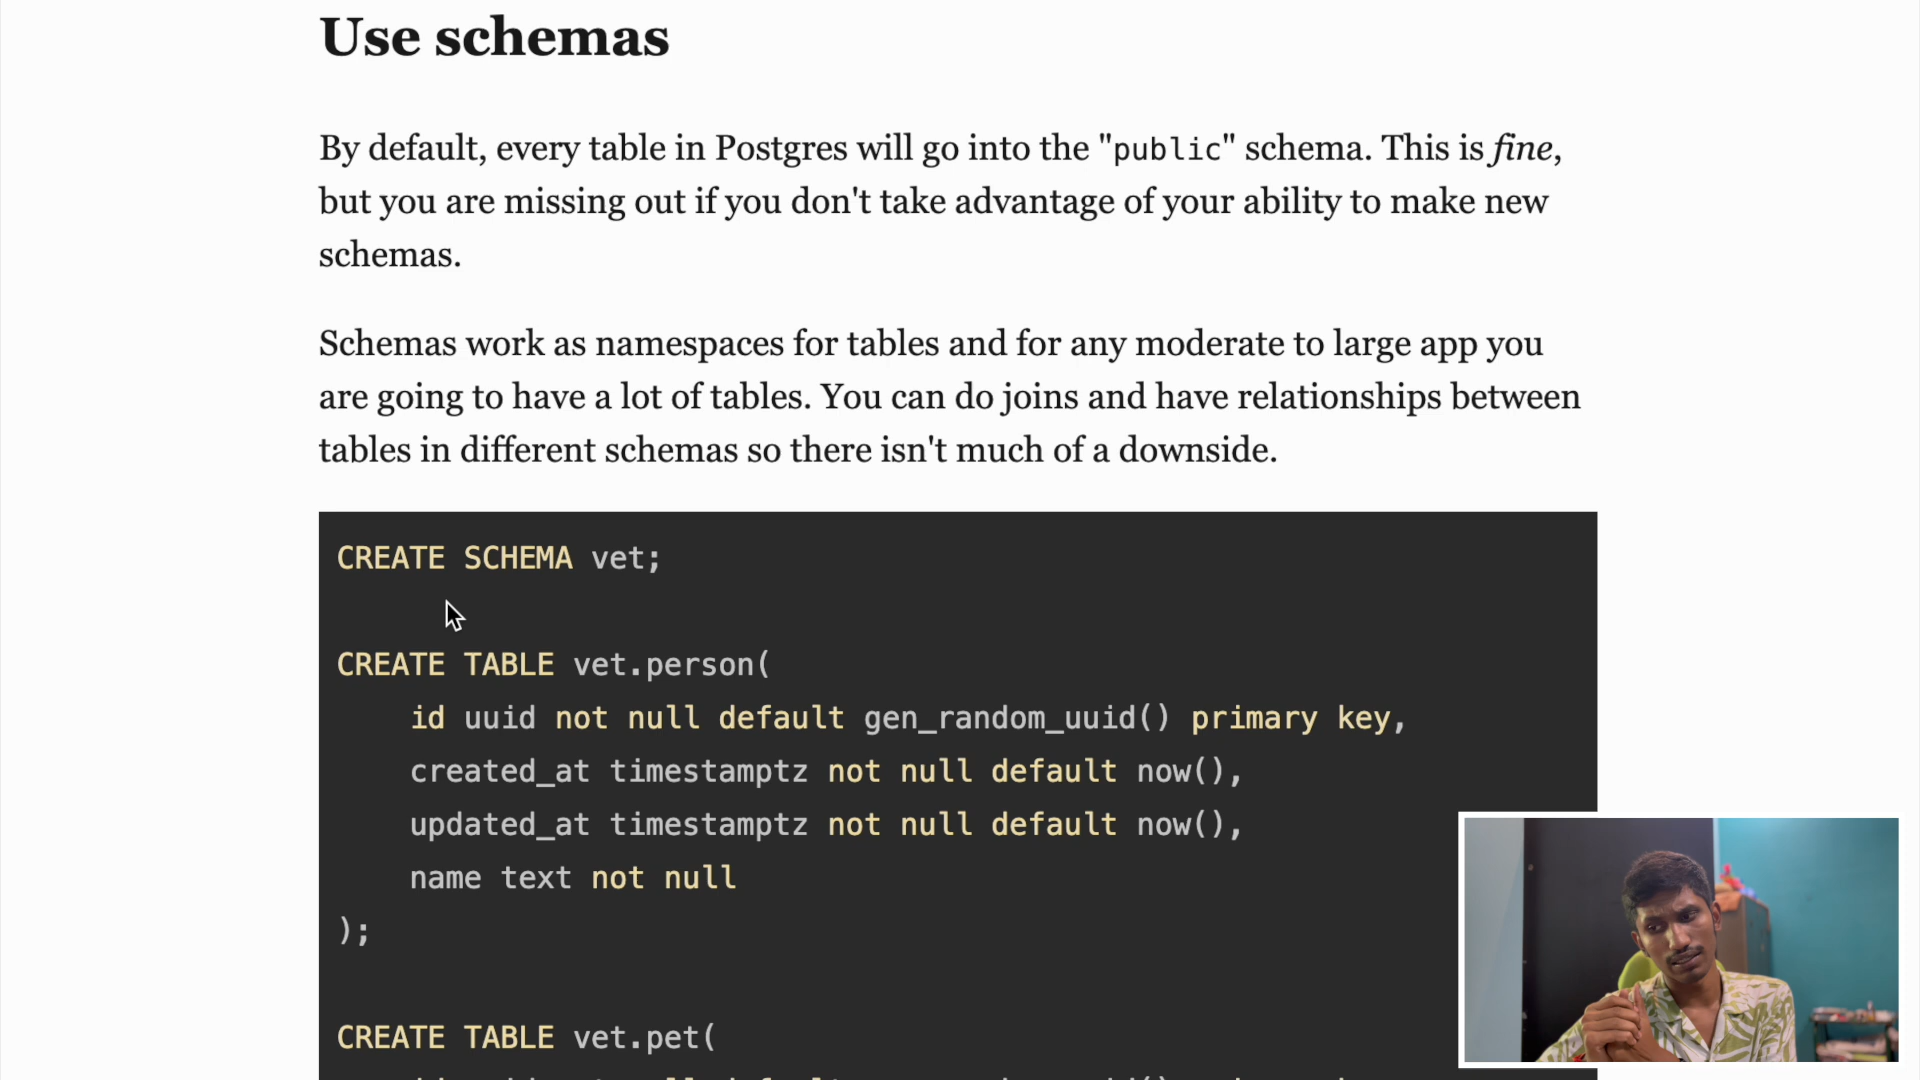 Use schemas
By default, every table in Postgres will go into the "public" schema. This is fine,
but you are missing out if you don't take advantage of your ability to make new
schemas.
Schemas work as namespaces for tables and for any moderate to large app you
are going to have a lot of tables. You can do joins and have relationships between
tables in different schemas so there isn't much of a downside.
CREATE SCHEMA vet;
CREATE TABLE vet.person(
id uuid not null default gen_random_uuid() primary key,
created_at timestamptz not null default now(),
updated_at timestamptz not null default now(),
name text not null
);
CREATE TABLE vet.pet(